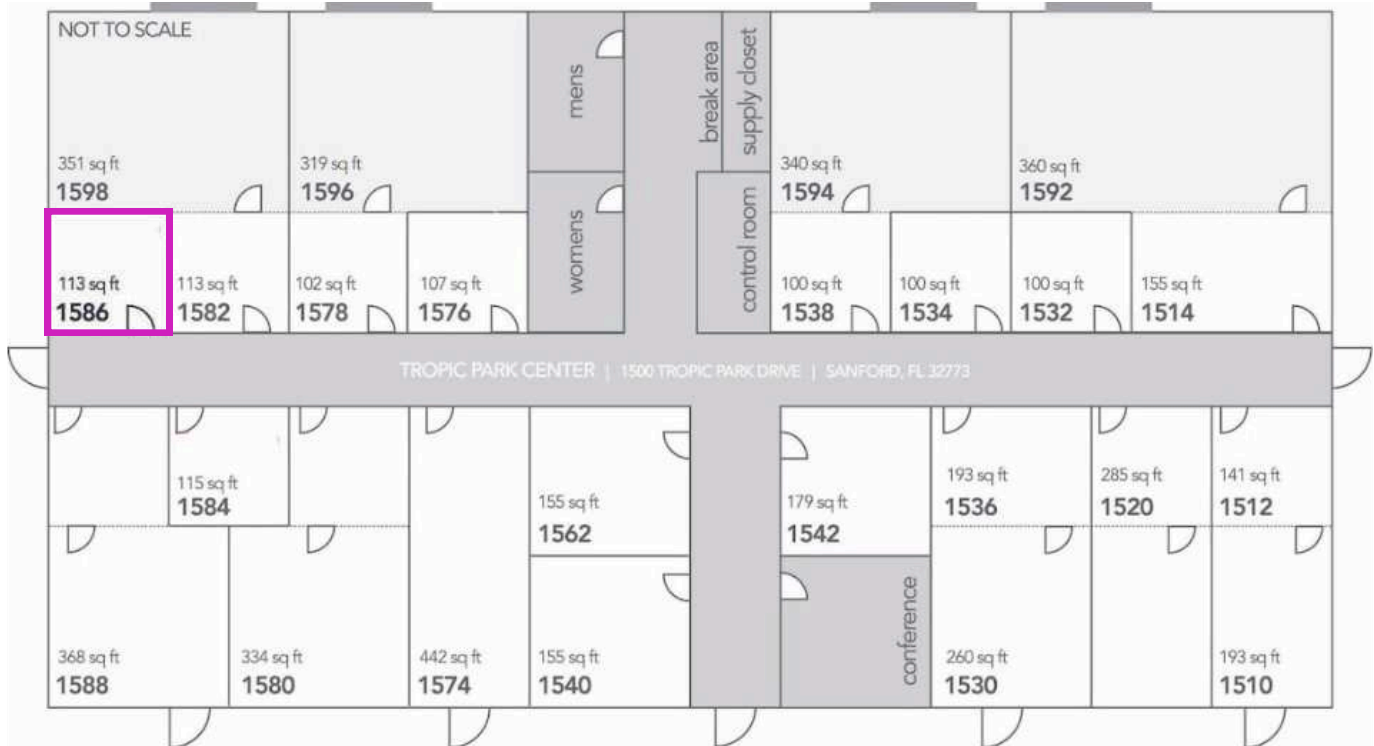 NOT TO SCALE
mens
break area
supply closet
351 sq ft
1598
319 sq ft
1596
340 sq ft
1594
360 sq ft
1592
womens
control room
113 sq ft
1586
113 sq ft
1582
102 sq ft
1578
107 sq ft
1576
100 sq ft
1538
100 sq ft
1534
100 sq ft
1532
155 sq ft
1514
TROPIC PARK CENTER | 1500 TROPIC PARK DRIVE | SANFORD, FL 32773
115 sq ft
1584
155 sq ft
1562
179 sq ft
1542
193 sq ft
1536
285 sq ft
1520
141 sq ft
1512
conference
368 sq ft
1588
334 sq ft
1580
442 sq ft
1574
155 sq ft
1540
260 sq ft
1530
193 sq ft
1510